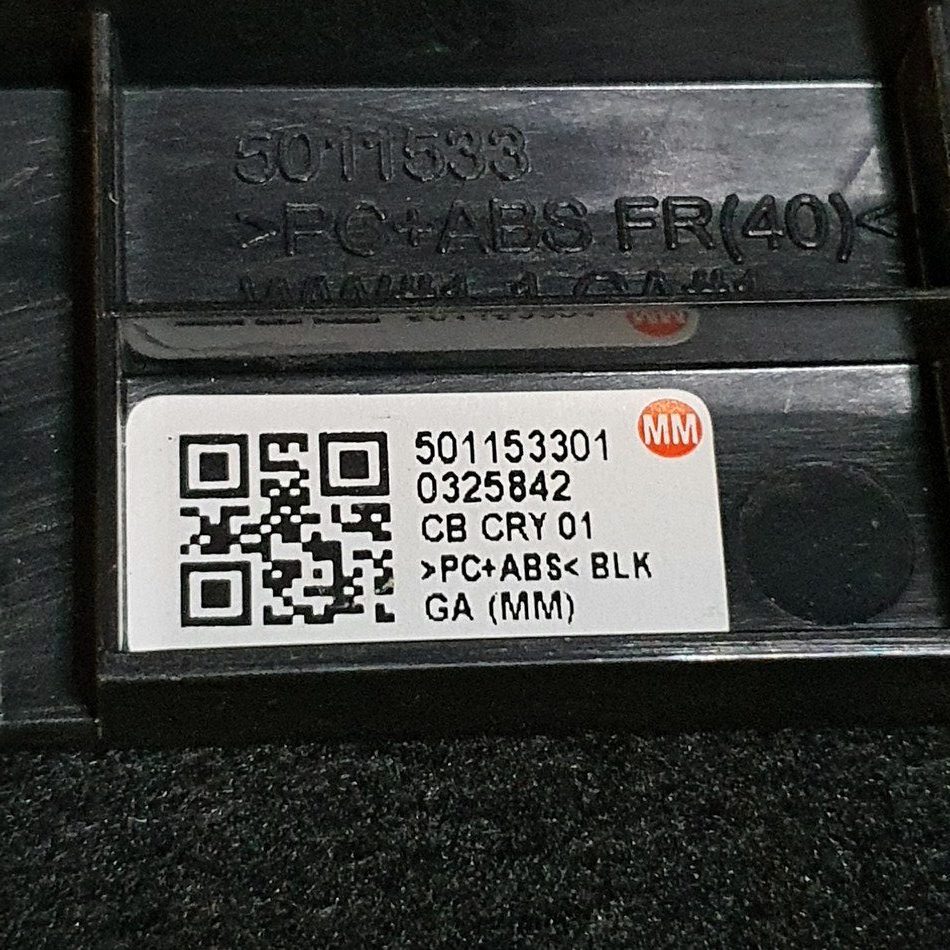 5011533
>PC+ABS FR(40)<
MM
501153301
0325842
CB CRY 01
>PC+ABS< BLK
GA (MM)